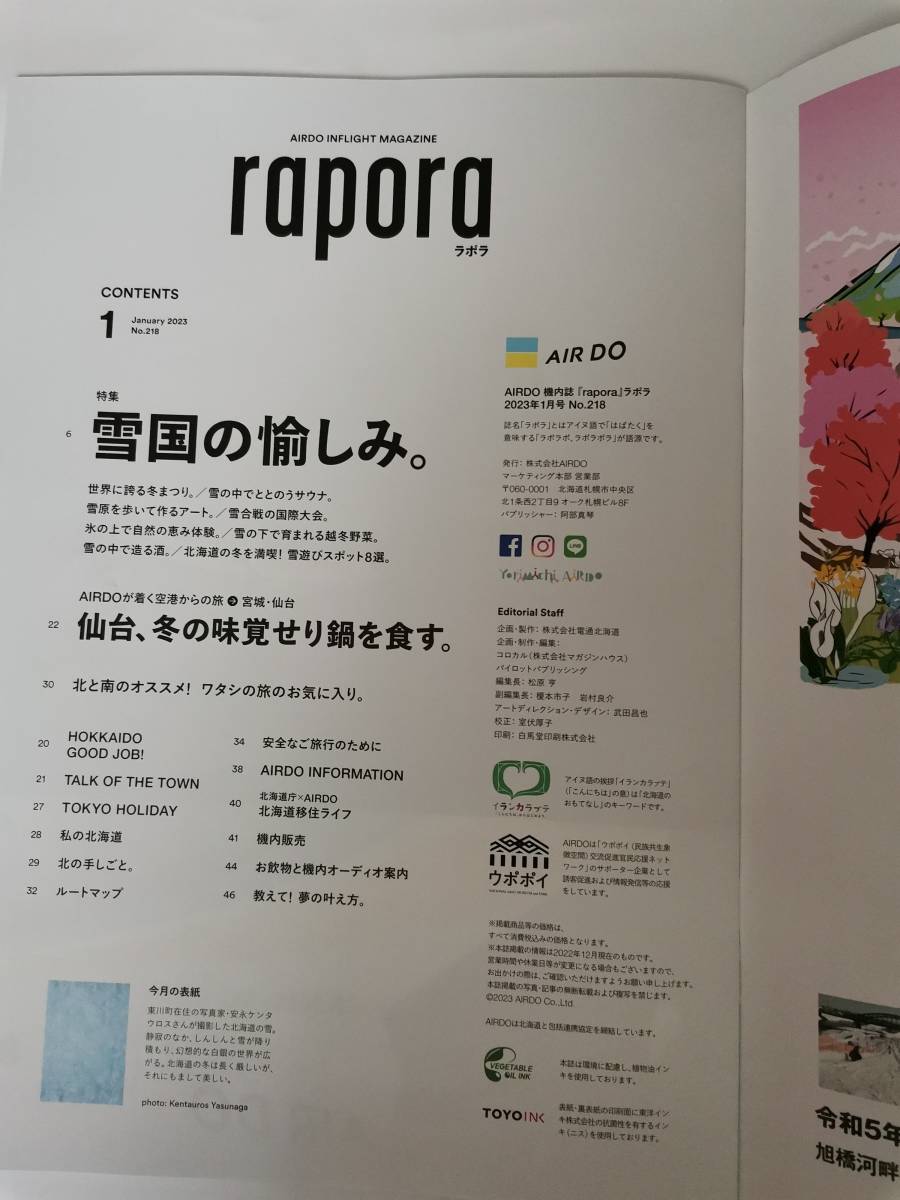 AIRDO INFLIGHT MAGAZINE
rapora
ラポラ
CONTENTS
1 January 2023
No.218
特集
6 雪国の愉しみ。
世界に誇る冬まつり。／雪の中でととのうサウナ。
雪原を歩いて作るアート。／雪合戦の国際大会。
氷の上で自然の恵み体験。／雪の下で育まれる越冬野菜。
雪の中で造る酒。／北海道の冬を満喫! 雪遊びスポット8選。
AIRDOが着く空港からの旅 ➔ 宮城・仙台
22 仙台、冬の味覚せり鍋を食す。
30 北と南のオススメ! ワタシの旅のお気に入り。
20 HOKKAIDO
GOOD JOB!
21 TALK OF THE TOWN
27 TOKYO HOLIDAY
28 私の北海道
29 北の手しごと。
32 ルートマップ
34 安全なご旅行のために
38 AIRDO INFORMATION
40 北海道庁×AIRDO
北海道移住ライフ
41 機内販売
44 お飲物と機内オーディオ案内
46 教えて! 夢の叶え方。
今月の表紙
東川町在住の写真家・安永ケンタ
ウロスさんが撮影した北海道の雪。
静寂のなか、しんしんと雪が降り
積もり、幻想的な白銀の世界が広
がる。北海道の冬は長く厳しいが、
それにもまして美しい。
photo: Kentauros Yasunaga
AIR DO
AIRDO 機内誌『rapora』ラポラ
2023年1月号 No.218
誌名「ラポラ」とはアイヌ語で「はばたく」を
意味する「ラポラポ、ラポラポラ」が語源です。
発行：株式会社AIRDO
マーケティング本部 営業部
〒060-0001 北海道札幌市中央区
北1条西2丁目9 オーク札幌ビル8F
パブリッシャー：阿部真琴
LINE
Yorimichi AIRDO
Editorial Staff
企画・製作：株式会社電通北海道
企画・制作・編集：
コロカル（株式会社マガジンハウス）
パイロットパブリッシング
編集長：松原 亨
副編集長：榎本市子 岩村良介
アートディレクション・デザイン：武田昌也
校正：室伏厚子
印刷：白馬堂印刷株式会社
イランカラプテ
アイヌ語の挨拶「イランカラㇷ゚テ」
（「こんにちは」の意）は「北海道の
おもてなし」のキーワードです。
ウポポイ
AIRDOは「ウポポイ（民族共生象
徴空間）交流促進官民応援ネット
ワーク」のサポーター企業として
誘客促進および情報発信等の応援
をしています。
※掲載商品等の価格は、
すべて消費税込みの価格となります。
※本誌掲載の情報は2022年12月現在のものです。
営業時間や休業日等が変更になる場合もございますので、
お出かけの際は、ご確認いただけますようお願い申し上げます。
本誌掲載の写真・記事の無断転載および複写を禁じます。
©2023 AIRDO Co.,Ltd.
AIRDOは北海道と包括連携協定を締結しています。
VEGETABLE
OIL INK
本誌は環境に配慮し、植物油イン
キを使用しております。
TOYO INK
表紙・裏表紙の印刷面に東洋イン
キ株式会社の抗菌性を有するイン
キ（ニス）を使用しております。
令和5年
旭橋河畔